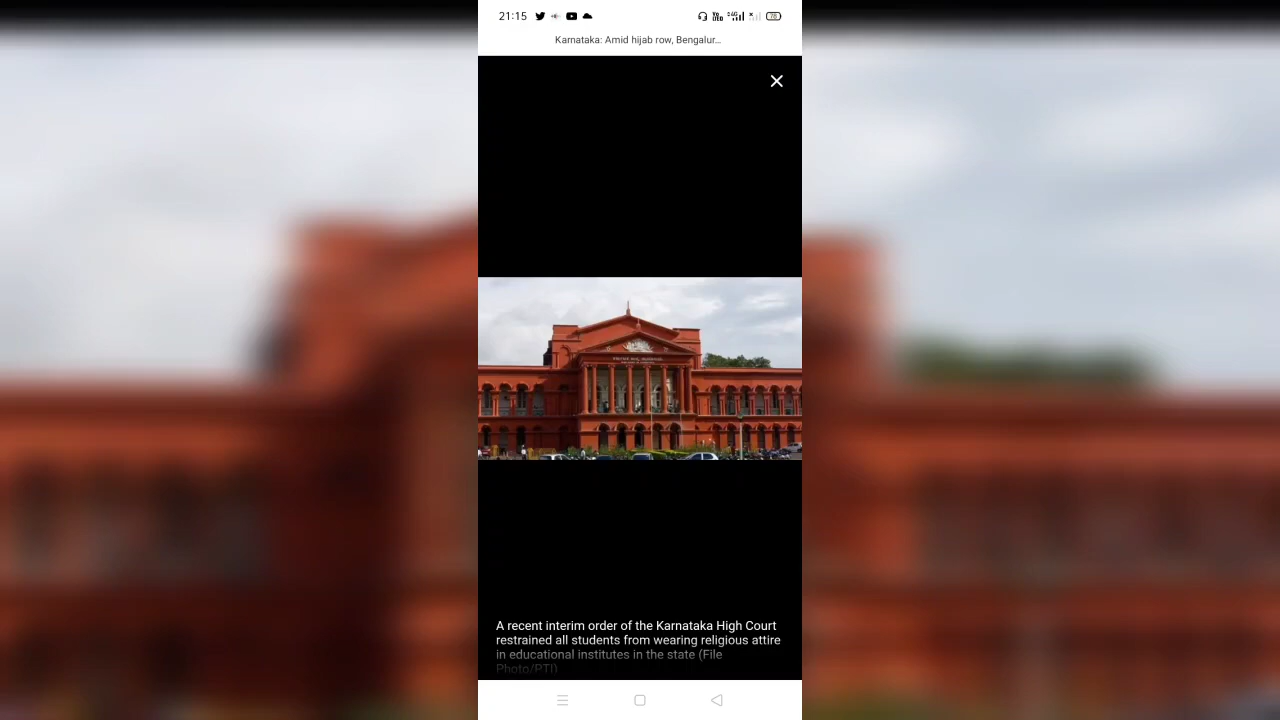 21:15
Karnataka: Amid hijab row, Bengalur...
A recent interim order of the Karnataka High Court
restrained all students from wearing religious attire
in educational institutes in the state (File
Photo/PTI)